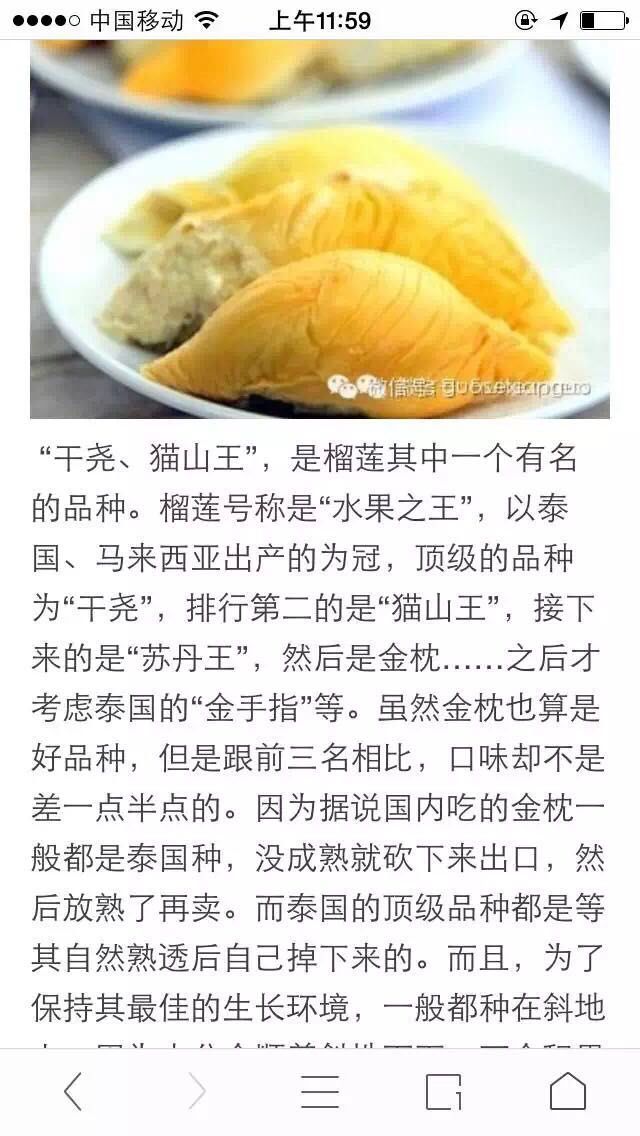 中国移动
上午11:59
微信号: guosexiangguo
“干尧、猫山王”，是榴莲其中一个有名
的品种。榴莲号称是“水果之王”，以泰
国、马来西亚出产的为冠，顶级的品种
为“干尧”，排行第二的是“猫山王”，接下
来的是“苏丹王”，然后是金枕……之后才
考虑泰国的“金手指”等。虽然金枕也算是
好品种，但是跟前三名相比，口味却不是
差一点半点的。因为据说国内吃的金枕一
般都是泰国种，没成熟就砍下来出口，然
后放熟了再卖。而泰国的顶级品种都是等
其自然熟透后自己掉下来的。而且，为了
保持其最佳的生长环境，一般都种在斜地
1